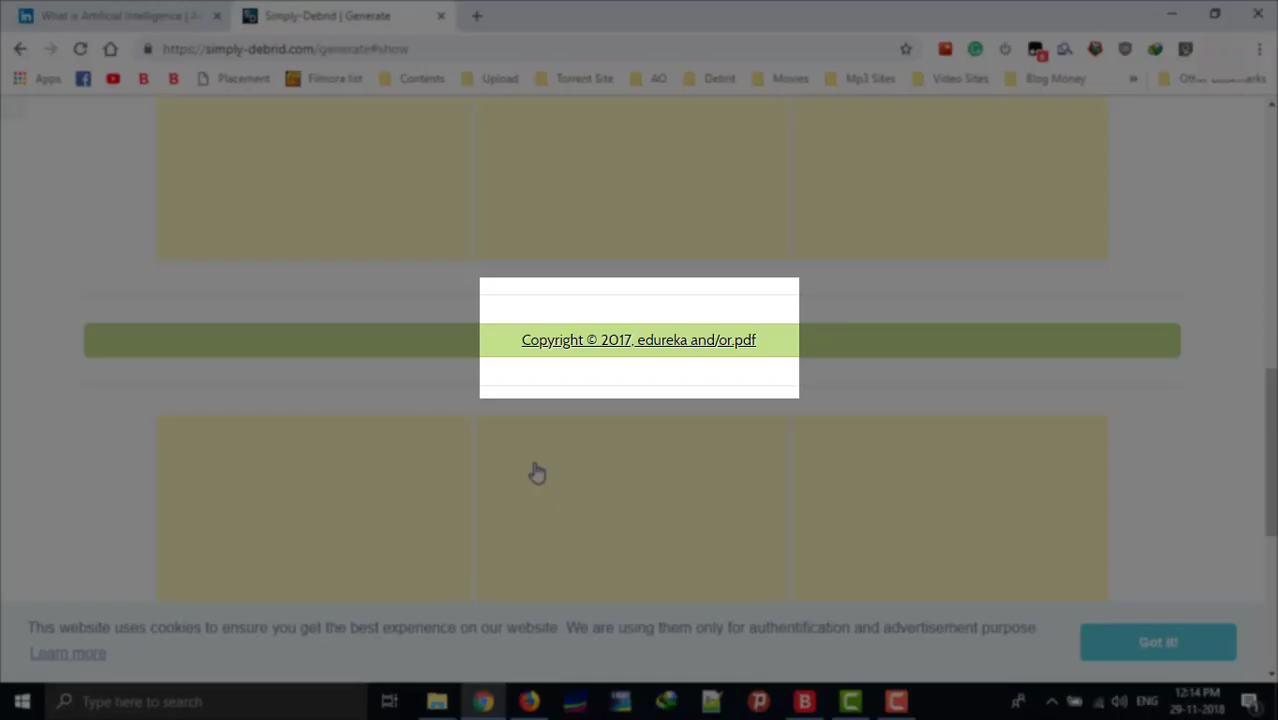 What is Artificial Intelligence | A
Simply-Debrid | Generate
https://simply-debrid.com/generate#show
Apps
Placement
Filmora list
Contents
Upload
Torrent Site
AO
Debrid
Movies
Mp3 Sites
Video Sites
Blog Money
»
Other Bookmarks
Copyright © 2017, edureka and/or.pdf
This website uses cookies to ensure you get the best experience on our website. We are using them only for authentification and advertisement purpose.
Learn more
Got it!
Type here to search
ENG
12:14 PM
29-11-2018